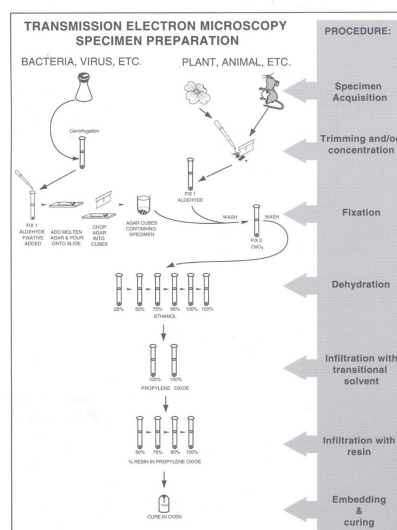 TRANSMISSION ELECTRON MICROSCOPY
SPECIMEN PREPARATION
PROCEDURE:
BACTERIA, VIRUS, ETC.
PLANT, ANIMAL, ETC.
Specimen
Acquisition
Centrifugation
Trimming and/or
concentration
FIX 1
ALDEHYDE
FIXATIVE
ADDED
ADD MOLTEN
AGAR & POUR
ONTO SLIDE
CHOP
AGAR
INTO
CUBES
AGAR CUBES
CONTAINING
SPECIMEN
FIX 1
ALDEHYDE
WASH
WASH
FIX 2
OsO₄
Fixation
Dehydration
25% 50% 75% 95% 100% 100%
ETHANOL
Infiltration with
transitional
solvent
100% 100%
PROPYLENE OXIDE
Infiltration with
resin
50% 75% 90% 100%
% RESIN IN PROPYLENE OXIDE
Embedding
&
curing
CURE IN OVEN